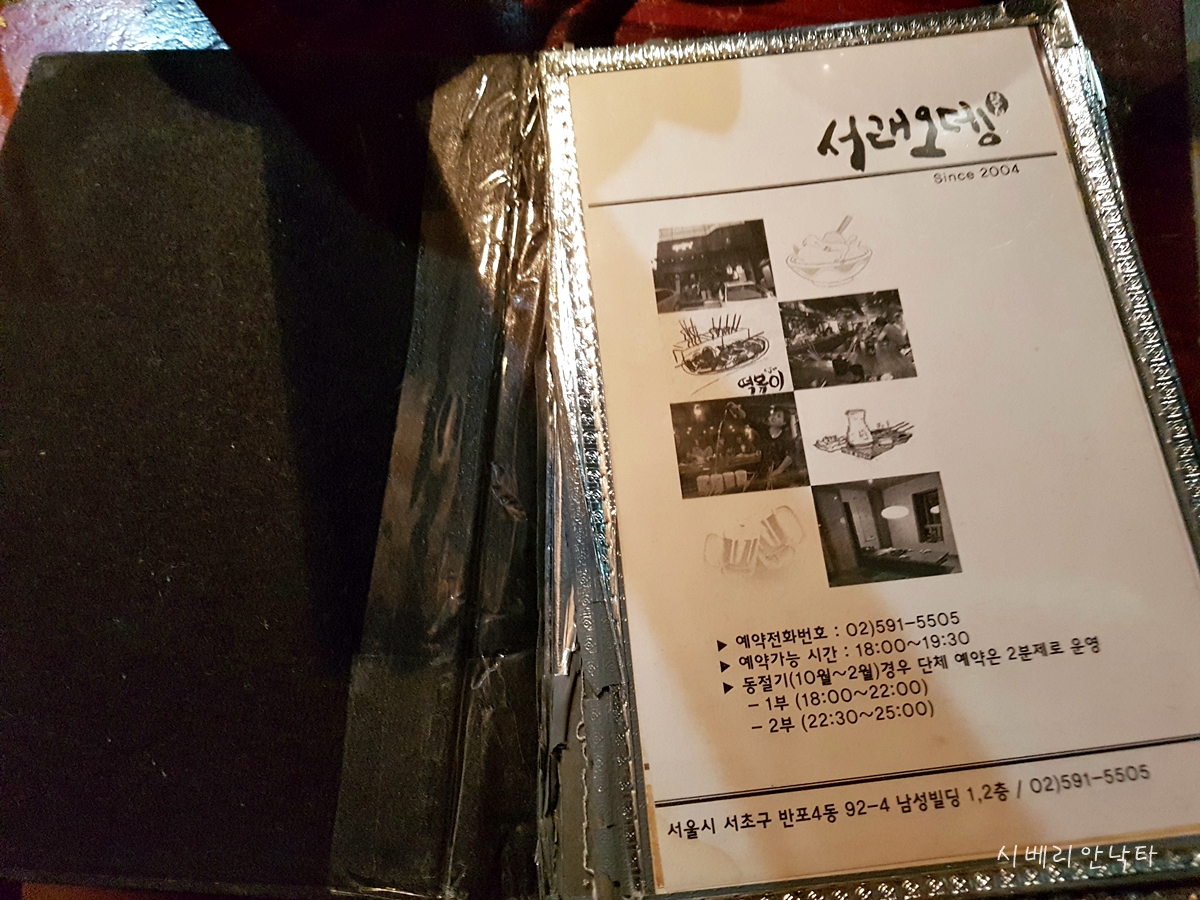 서래오뎅
Since 2004
떡볶이
▶ 예약전화번호 : 02)591-5505
▶ 예약가능 시간 : 18:00~19:30
▶ 동절기(10월~2월)경우 단체 예약은 2분제로 운영
- 1부 (18:00~22:00)
- 2부 (22:30~25:00)
서울시 서초구 반포4동 92-4 남성빌딩 1,2층 / 02)591-5505
시베리안낙타